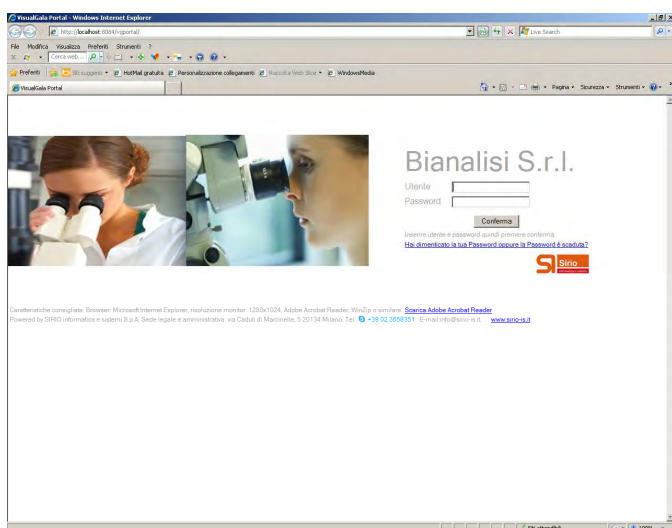 VisualGala Portal - Windows Internet Explorer
http://localhost:8084/vgportal/
Live Search
File Modifica Visualizza Preferiti Strumenti ?
Cerca web...
Preferiti Siti suggeriti HotMail gratuita Personalizzazione collegamenti Raccolta Web Slice WindowsMedia
VisualGala Portal
Pagina Sicurezza Strumenti
Bianalisi S.r.l.
Utente
Password
Conferma
Inserire utente e password quindi premere conferma
Hai dimenticato la tua Password oppure la Password è scaduta?
Sirio
Caratteristiche consigliate: Browser: Microsoft Internet Explorer, risoluzione monitor: 1280x1024, Adobe Acrobat Reader, WinZip o similare. Scarica Adobe Acrobat Reader
Powered by SIRIO informatica e sistemi S.p.A. Sede legale e amministrativa: via Caduti di Marcinelle, 5 20134 Milano. Tel. +39 02 3658351 E-mail:info@sirio-is.it. www.sirio-is.it